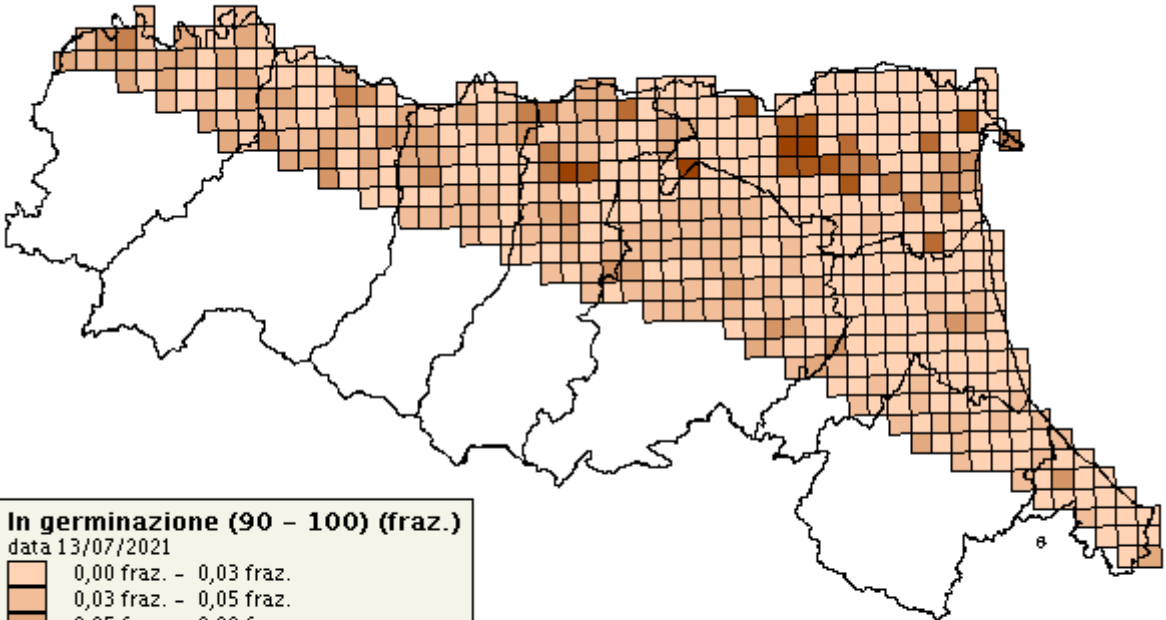 6
In germinazione (90 – 100) (fraz.)
data 13/07/2021
0,00 fraz. – 0,03 fraz.
0,03 fraz. – 0,05 fraz.